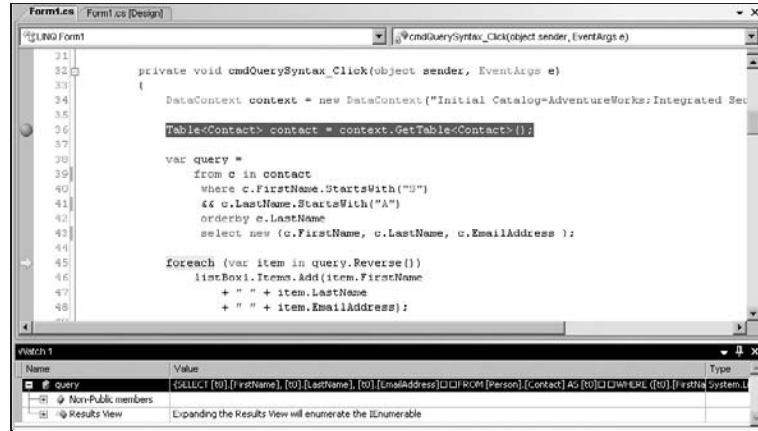 Form1.cs Form1.cs [Design]
LINQ.Form1 cmdQuerySyntax_Click(object sender, EventArgs e)
31
32 private void cmdQuerySyntax_Click(object sender, EventArgs e)
33 {
34 DataContext context = new DataContext("Initial Catalog=AdventureWorks;Integrated Sec
35
36 Table<Contact> contact = context.GetTable<Contact>();
37
38 var query =
39 from c in contact
40 where c.FirstName.StartsWith("S")
41 && c.LastName.StartsWith("A")
42 orderby c.LastName
43 select new {c.FirstName, c.LastName, c.EmailAddress };
44
45 foreach (var item in query.Reverse())
46 listBox1.Items.Add(item.FirstName
47 + " " + item.LastName
48 + " " + item.EmailAddress);
Watch 1
Name Value Type
query {SELECT [t0].[FirstName], [t0].[LastName], [t0].[EmailAddress]□□FROM [Person].[Contact] AS [t0]□□WHERE ([t0].[FirstNa System.Li
Non-Public members
Results View Expanding the Results View will enumerate the IEnumerable